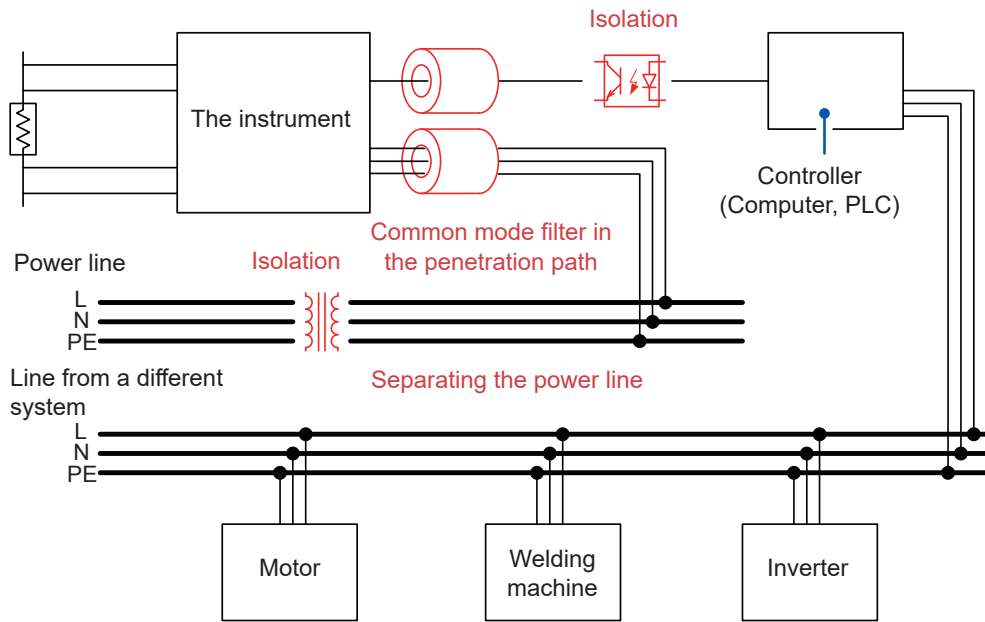 Isolation
The instrument
Controller
(Computer, PLC)
Common mode filter in
the penetration path
Power line
Isolation
L
N
PE
Line from a different
system
Separating the power line
L
N
PE
Motor
Welding
machine
Inverter